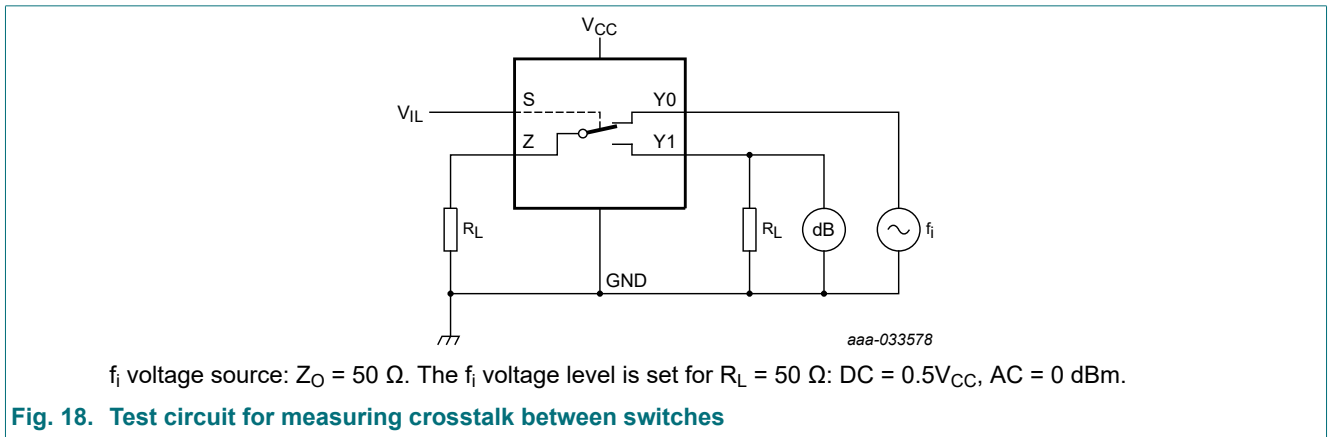 VCC
S
Y0
VIL
Z
Y1
RL
RL
dB
fi
GND
aaa-033578
fi voltage source: ZO = 50 Ω. The fi voltage level is set for RL = 50 Ω: DC = 0.5VCC, AC = 0 dBm.
Fig. 18. Test circuit for measuring crosstalk between switches